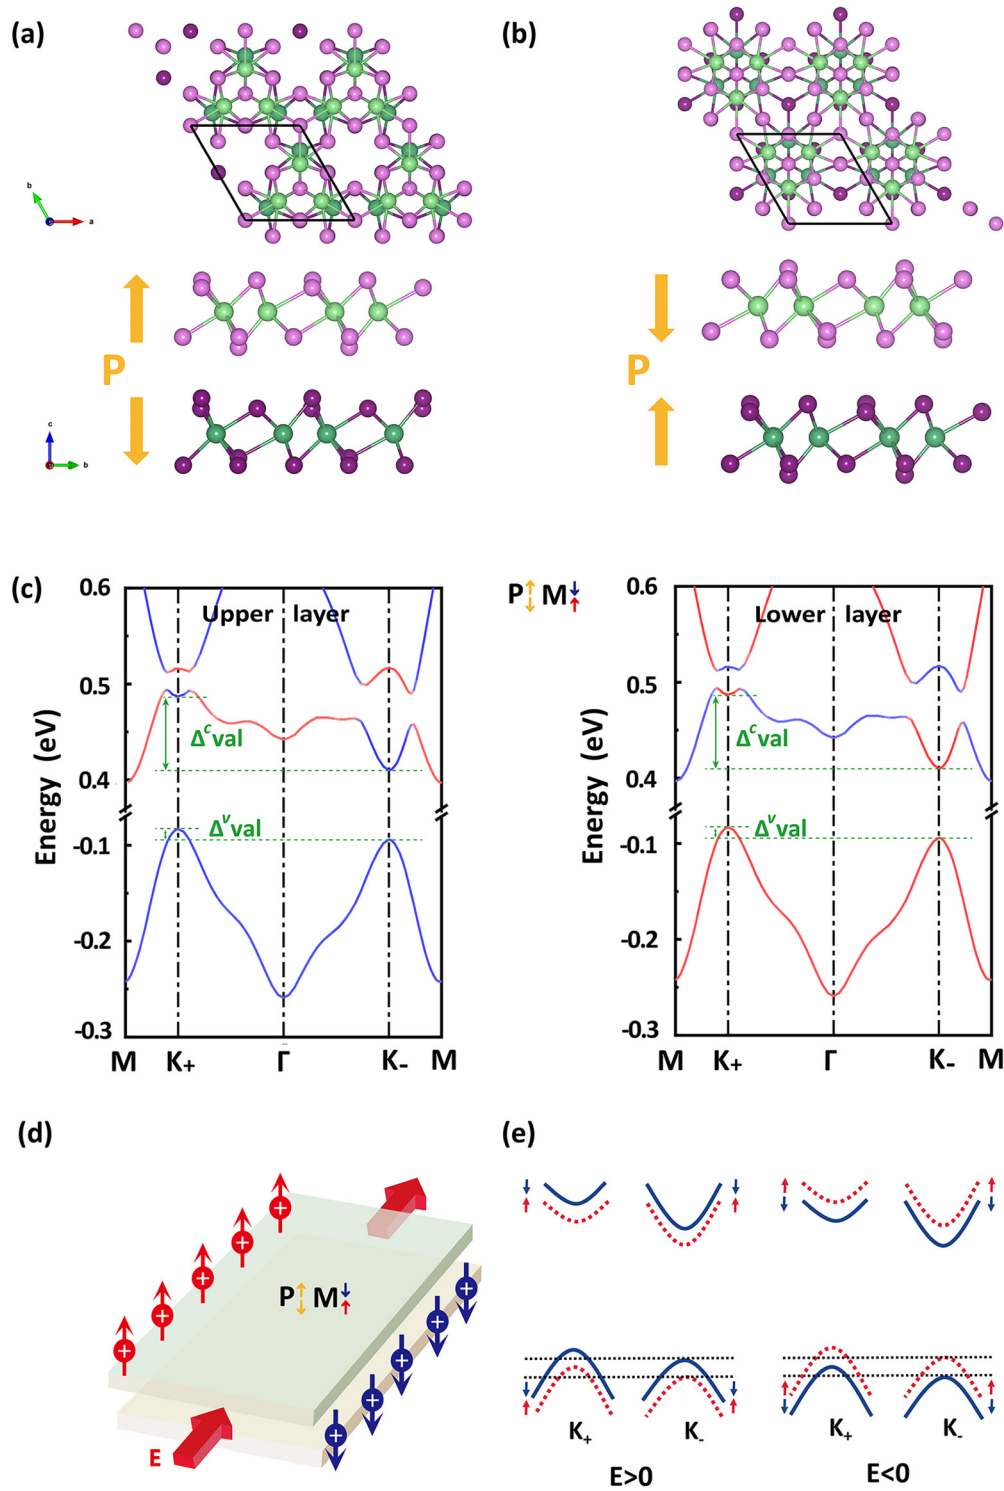 (a)
(b)
b
a
P
P
c
b
(c)
P M
0.6
Upper layer
0.5
Δᶜval
0.4
Δᵛval
-0.1
-0.2
-0.3
Energy (eV)
M K₊ Γ K₋ M
0.6
Lower layer
0.5
Δᶜval
0.4
Δᵛval
-0.1
-0.2
-0.3
Energy (eV)
M K₊ Γ K₋ M
(d)
+ + + + +
P M
+ + + + +
E
(e)
K₊ K₋
E>0
K₊ K₋
E<0